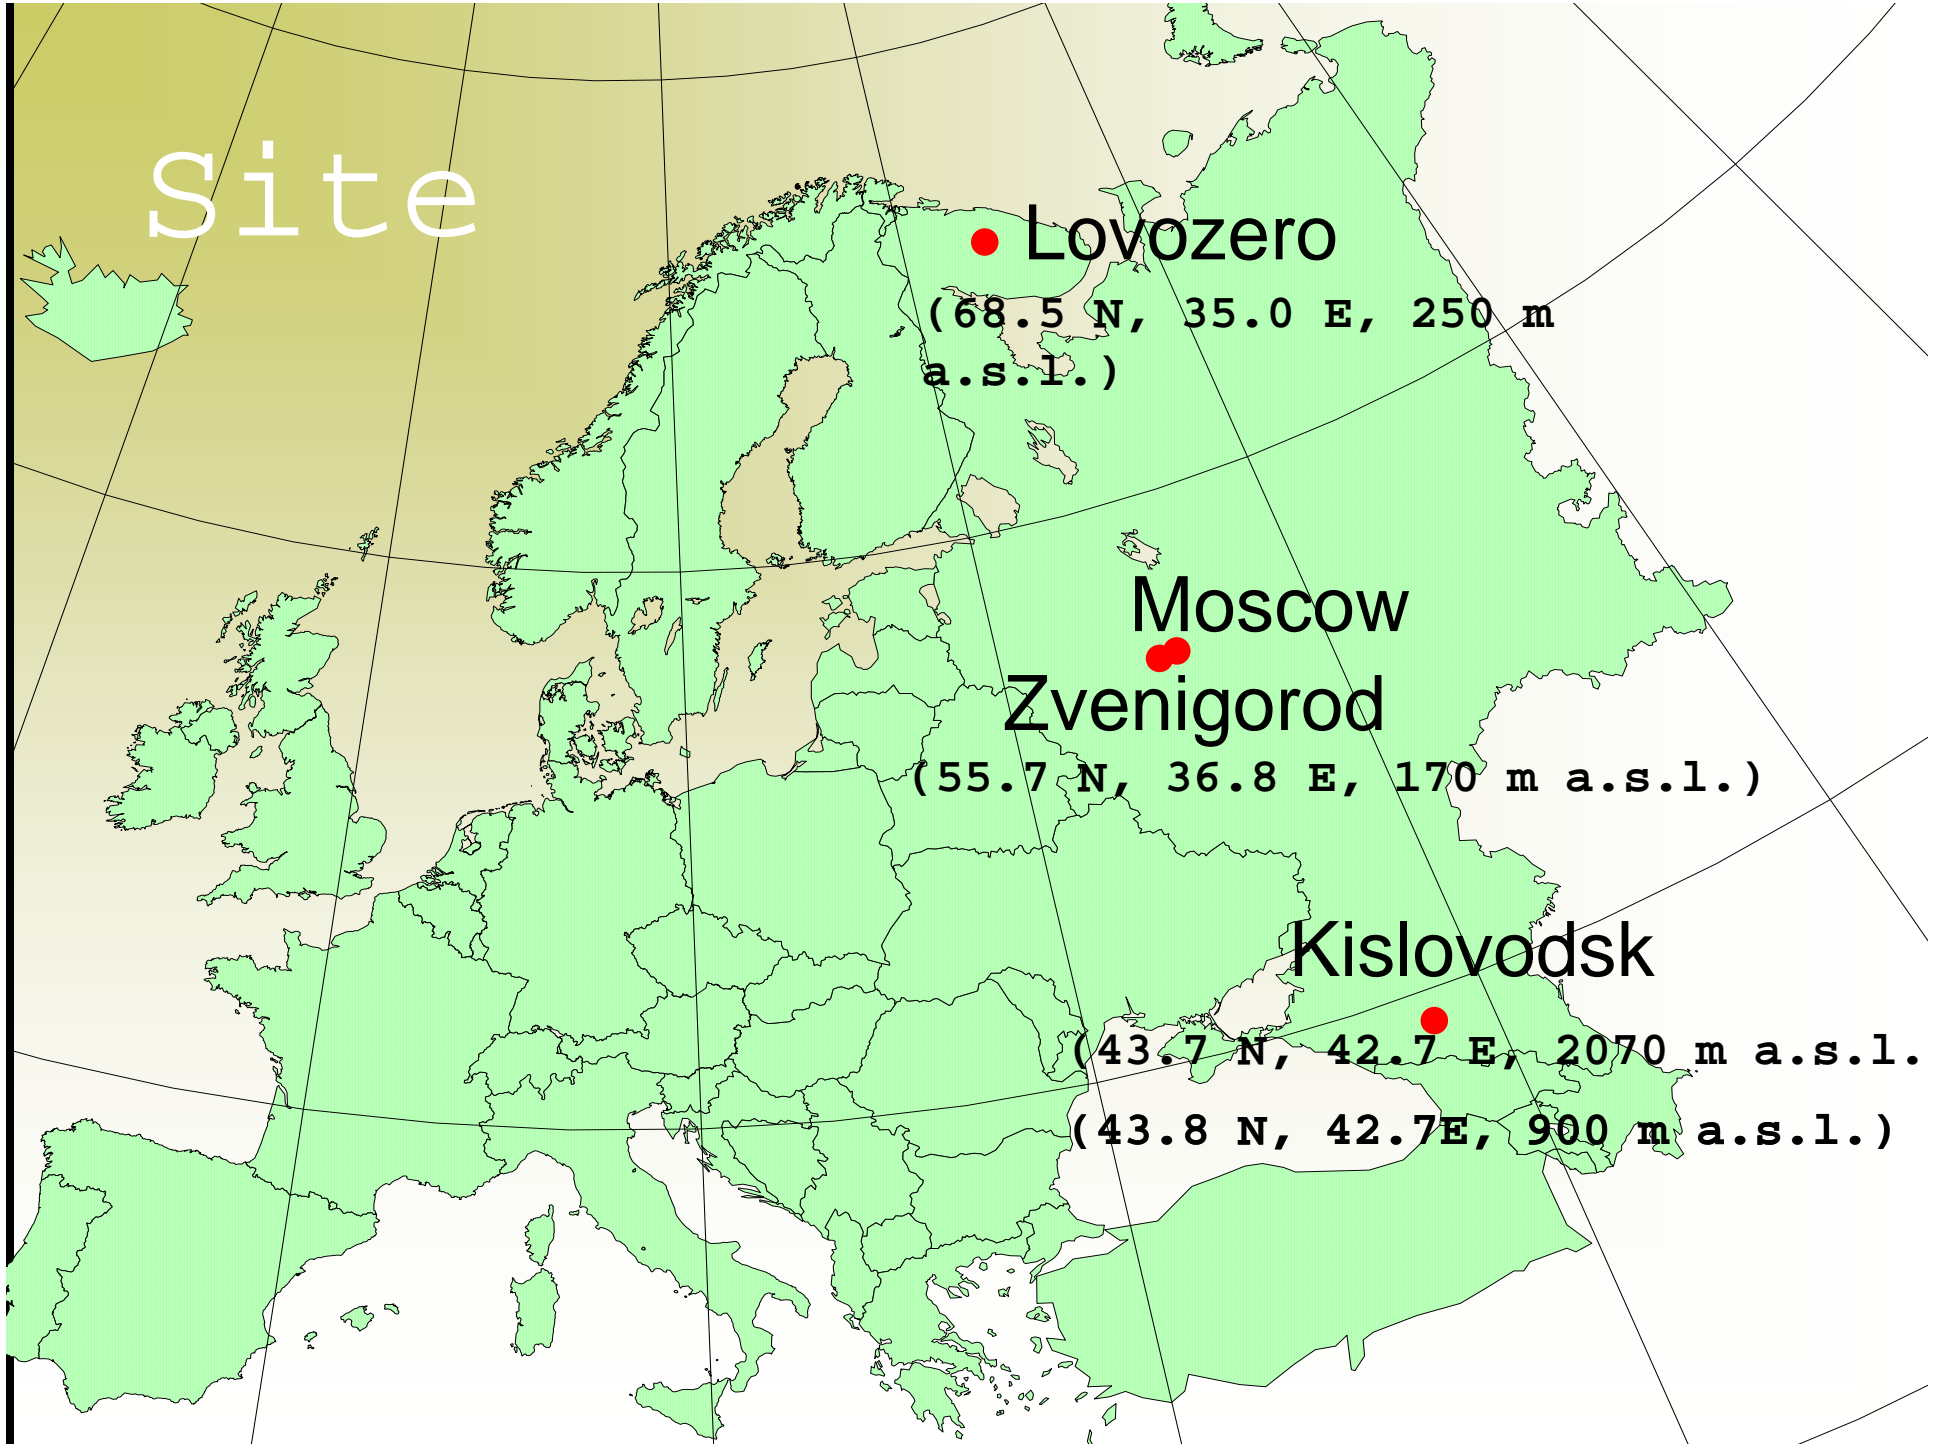 Site
Lovozero
(68.5 N, 35.0 E, 250 m
a.s.l.)
Moscow
Zvenigorod
(55.7 N, 36.8 E, 170 m a.s.l.)
Kislovodsk
(43.7 N, 42.7 E, 2070 m a.s.l.
(43.8 N, 42.7E, 900 m a.s.l.)